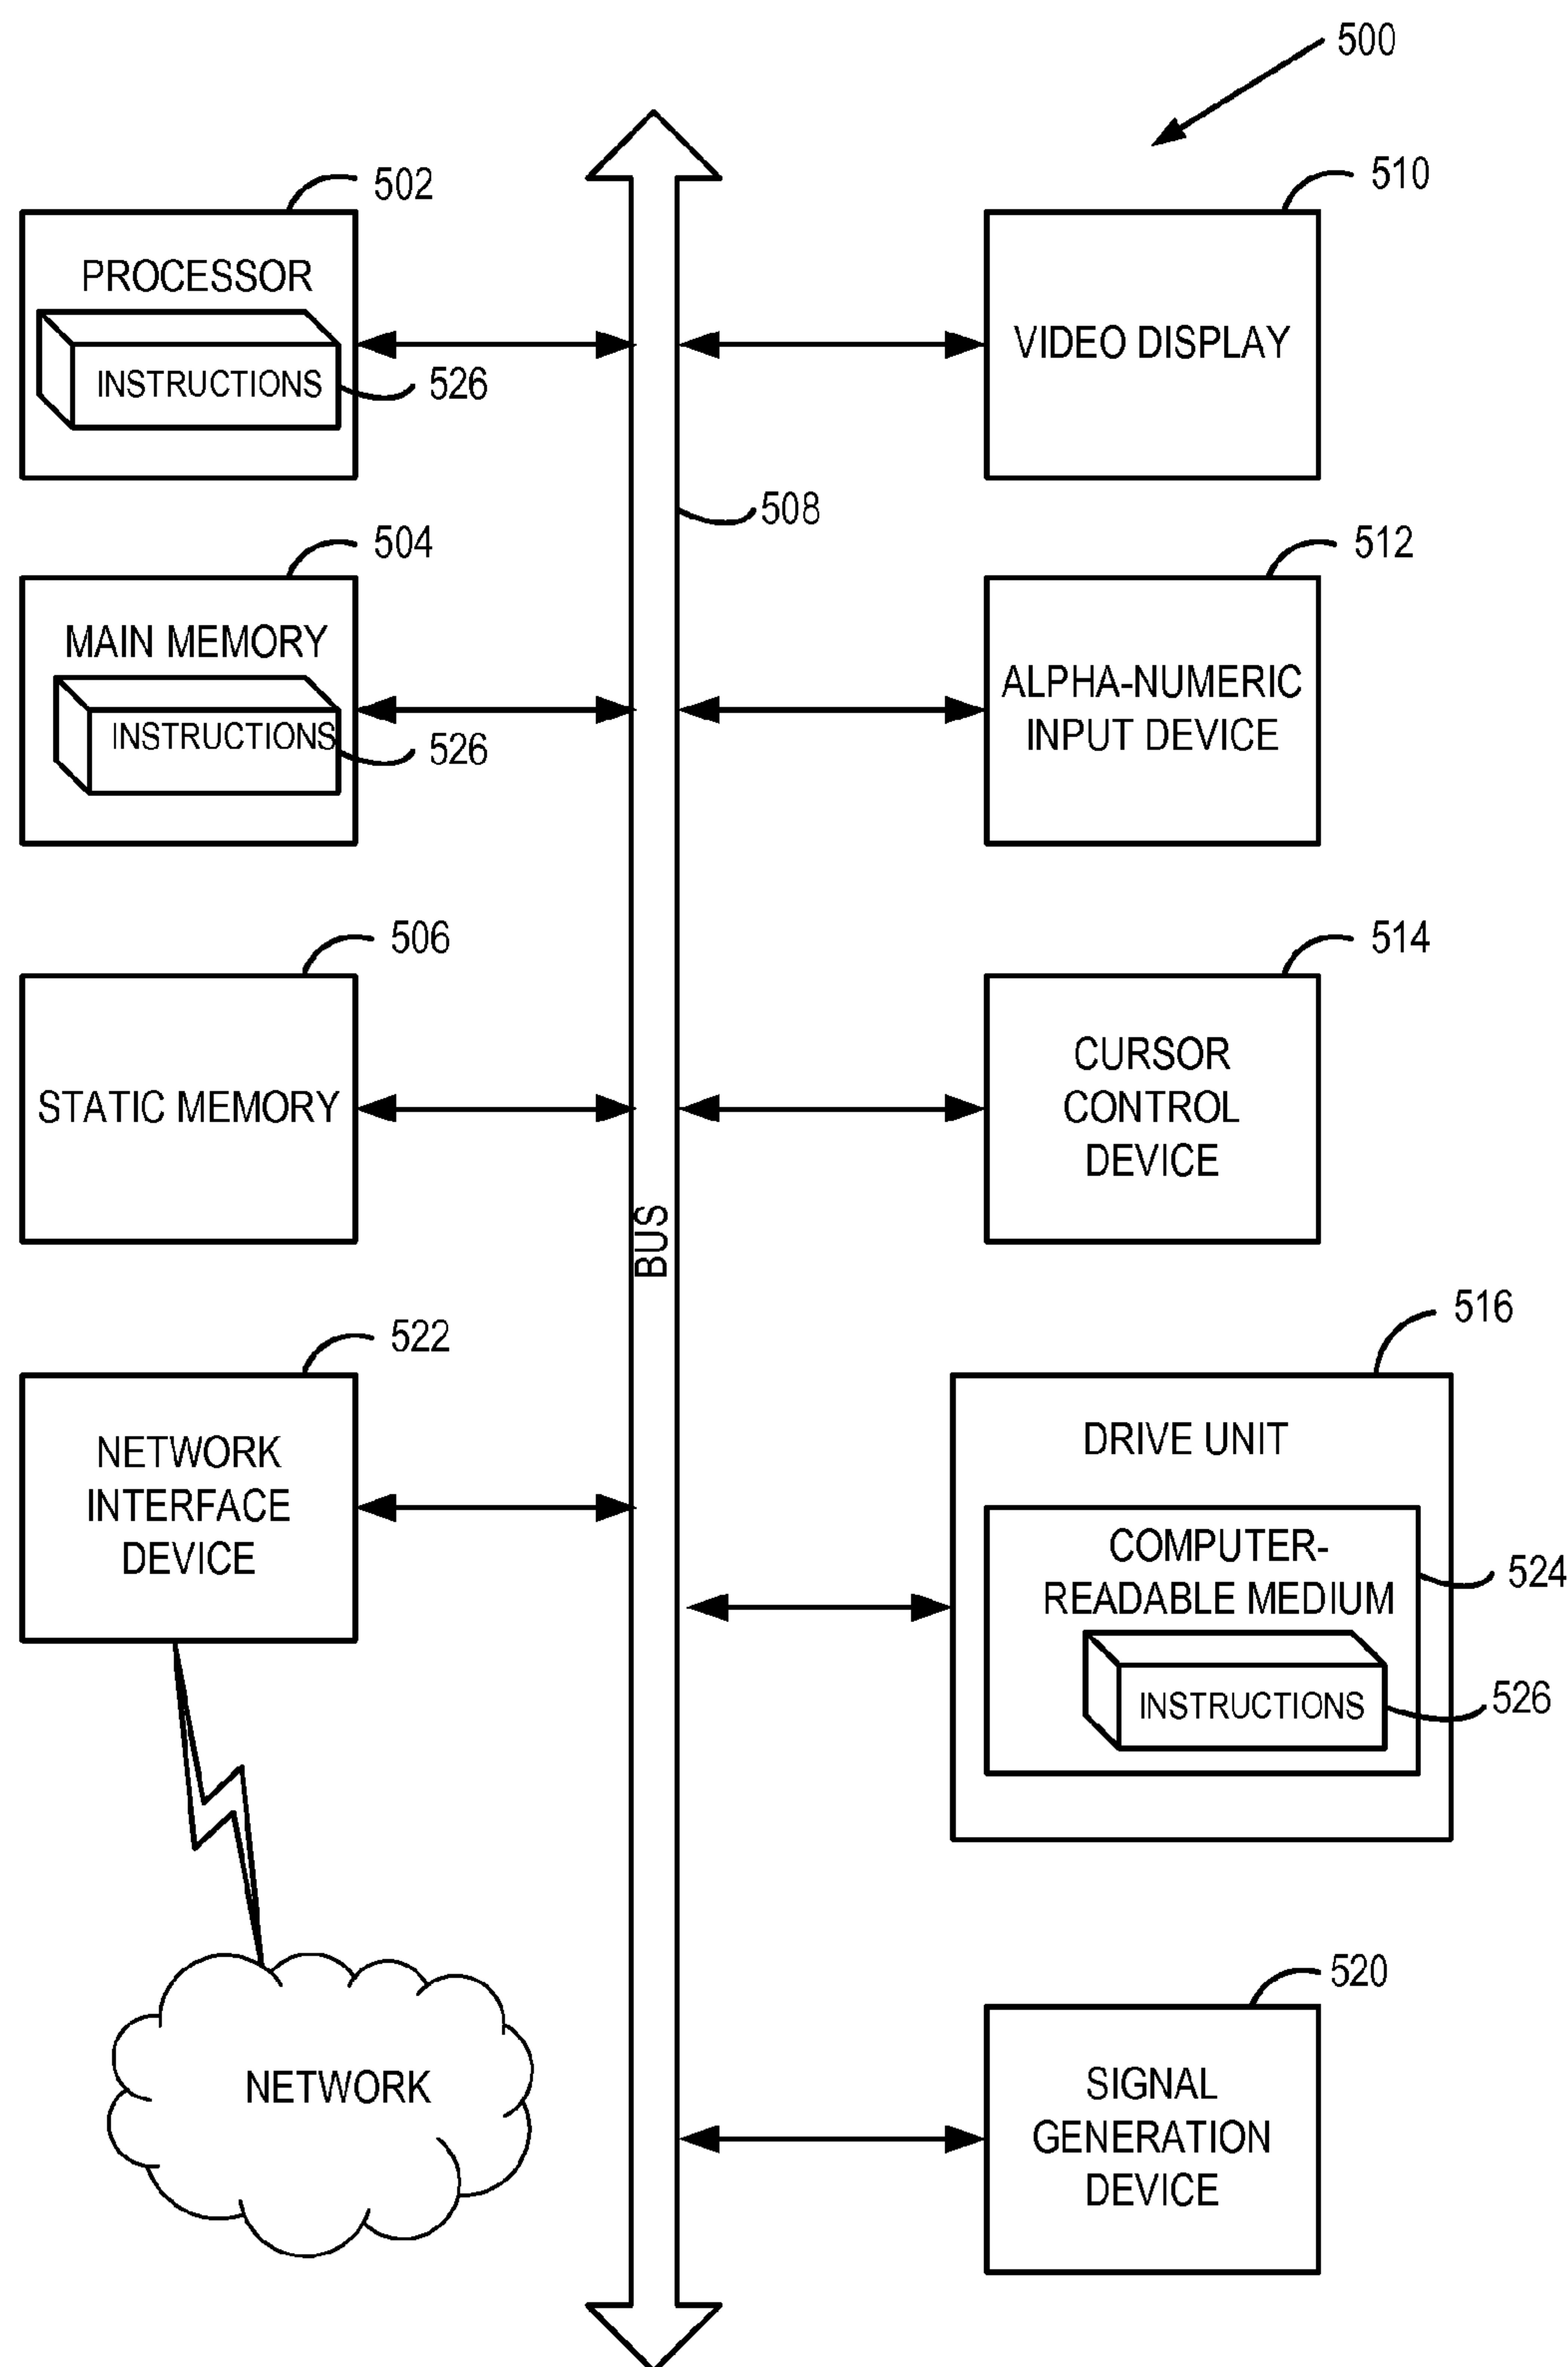 500
502
510
PROCESSOR
INSTRUCTIONS
526
VIDEO DISPLAY
508
504
512
MAIN MEMORY
INSTRUCTIONS
526
ALPHA-NUMERIC
INPUT DEVICE
506
514
STATIC MEMORY
CURSOR
CONTROL
DEVICE
BUS
522
516
NETWORK
INTERFACE
DEVICE
DRIVE UNIT
COMPUTER-
READABLE MEDIUM
524
INSTRUCTIONS
526
520
NETWORK
SIGNAL
GENERATION
DEVICE